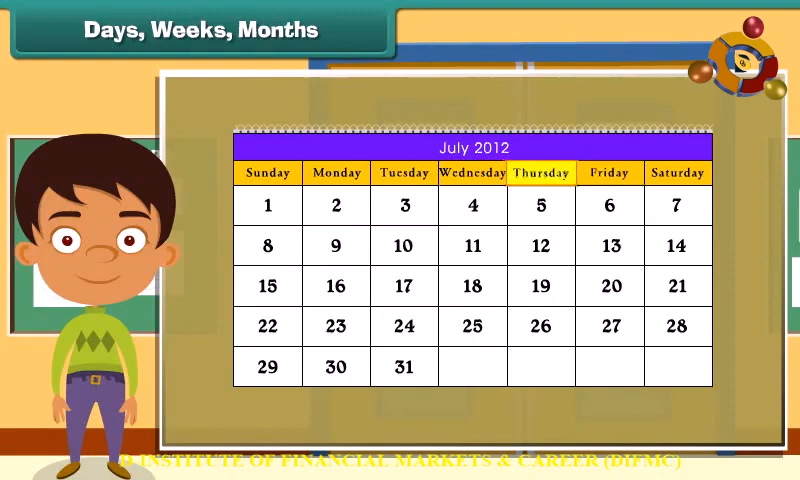 Days, Weeks, Months
July 2012
Sunday Monday Tuesday Wednesday Thursday Friday Saturday
1 2 3 4 5 6 7
8 9 10 11 12 13 14
15 16 17 18 19 20 21
22 23 24 25 26 27 28
29 30 31
INSTITUTE OF FINANCIAL MARKETS & CAREER (DIFMC)